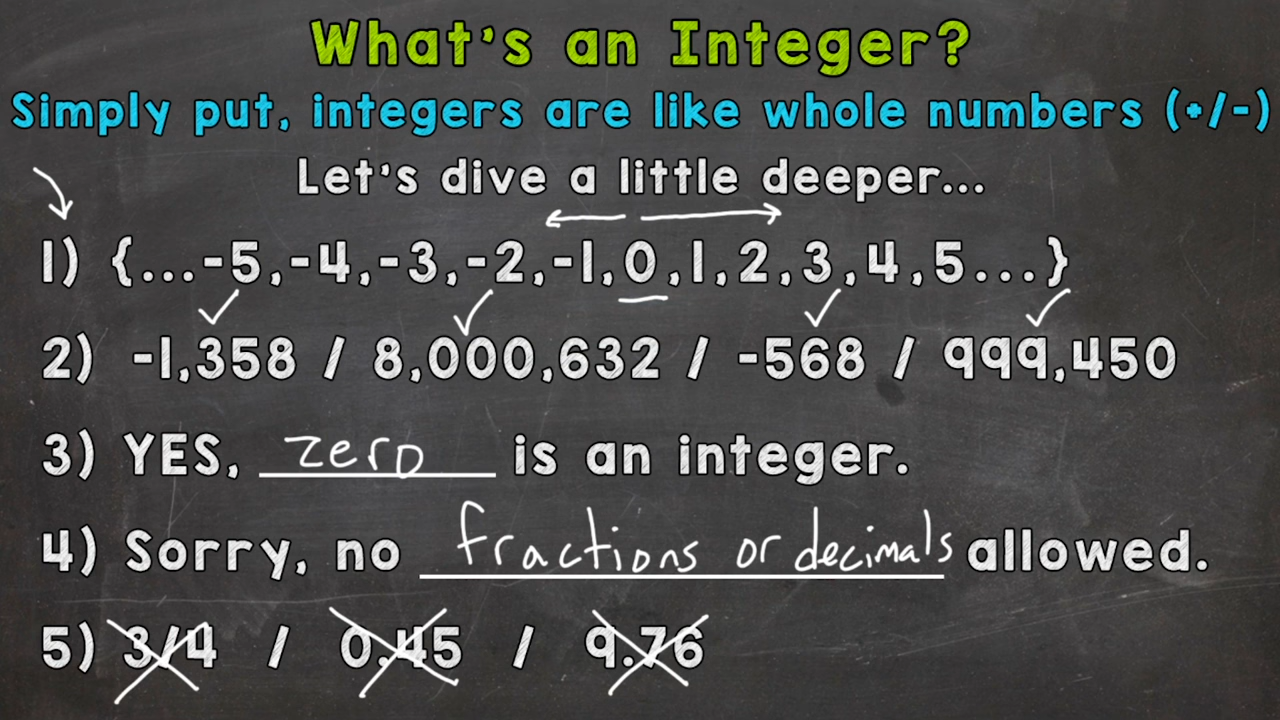 What's an Integer?
Simply put, integers are like whole numbers (+/-)
Let's dive a little deeper...
1) {...-5,-4,-3,-2,-1,0,1,2,3,4,5...}
2) -1,358 / 8,000,632 / -568 / 999,450
3) YES, zero is an integer.
4) Sorry, no fractions or decimals allowed.
5) 3/4 / 0.45 / 9.76